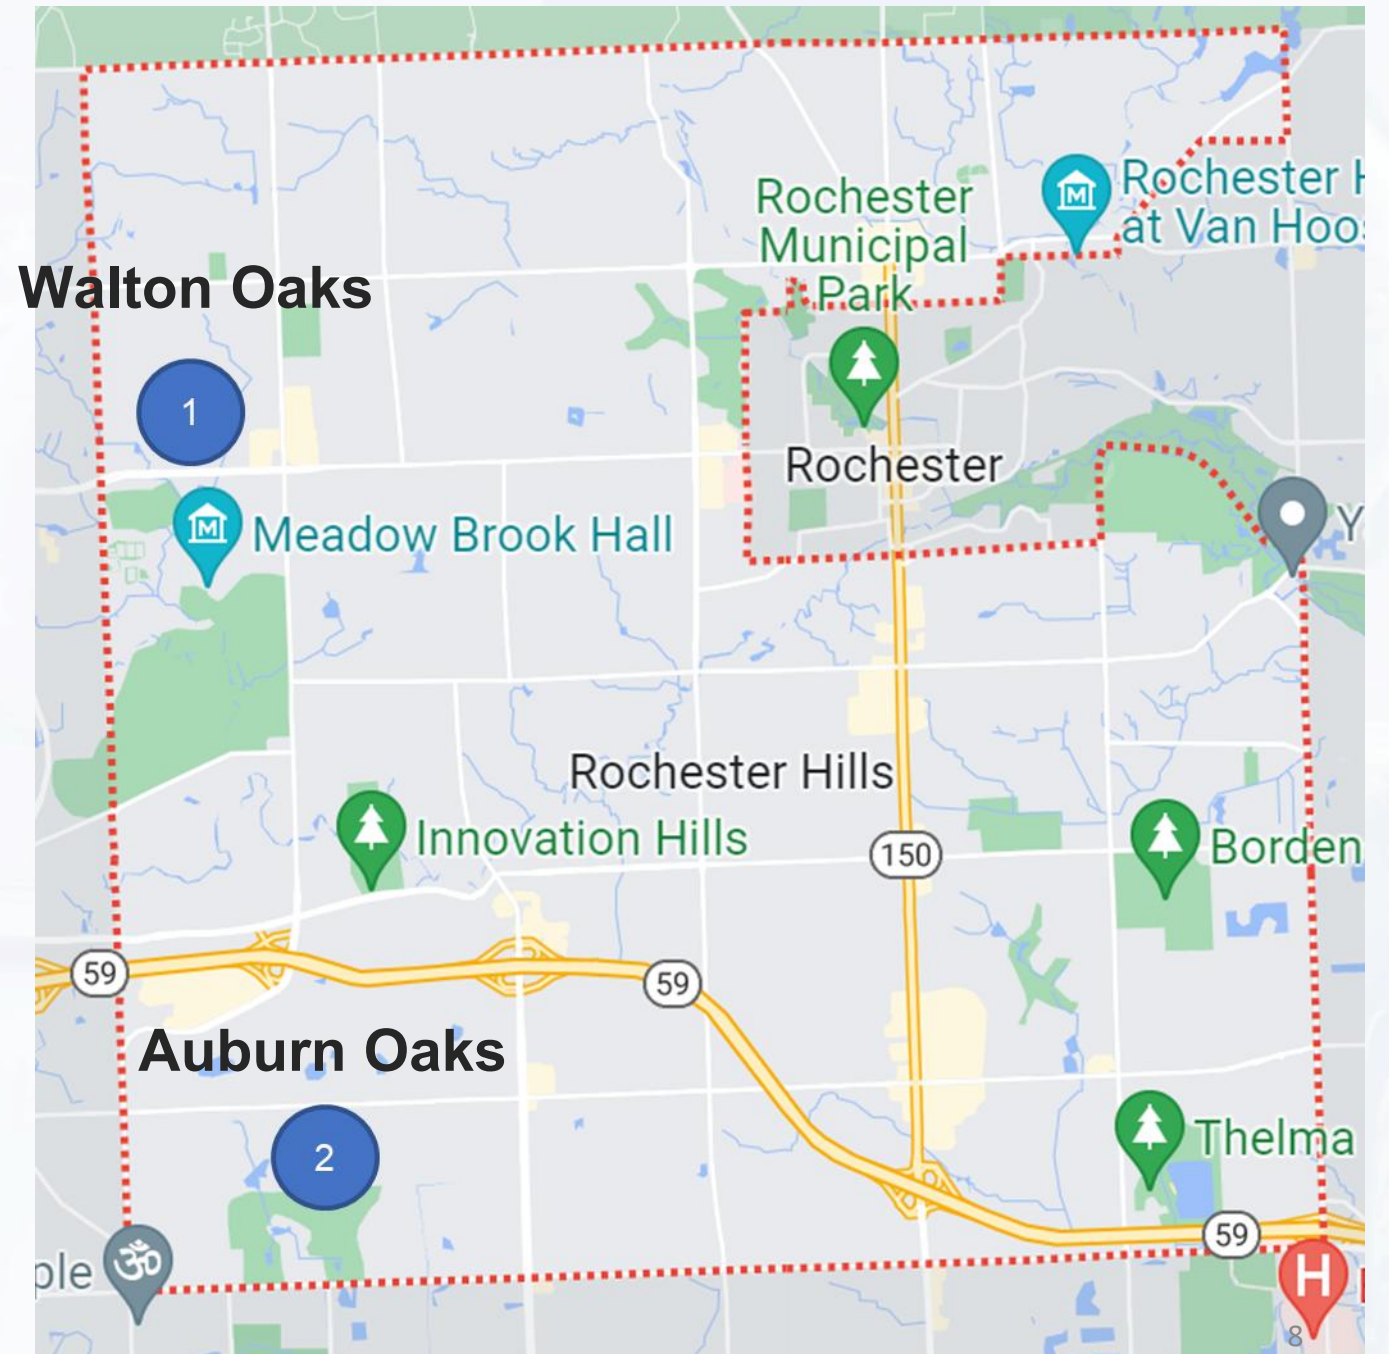 Rochester H
at Van Hoos
Rochester
Municipal
Park
Walton Oaks
1
Rochester
Meadow Brook Hall
Y
Rochester Hills
Innovation Hills
150
Borden
59
59
Auburn Oaks
2
Thelma
59
ple
ॐ
H
8